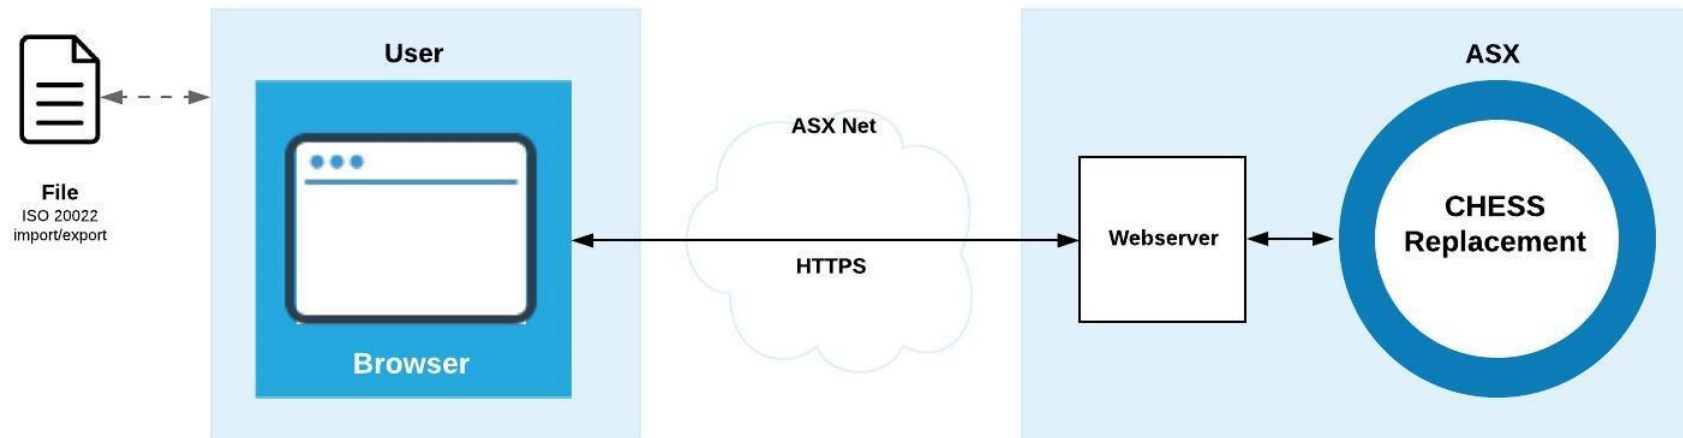 File
ISO 20022
import/export
User
Browser
ASX Net
HTTPS
ASX
Webserver
CHESS
Replacement